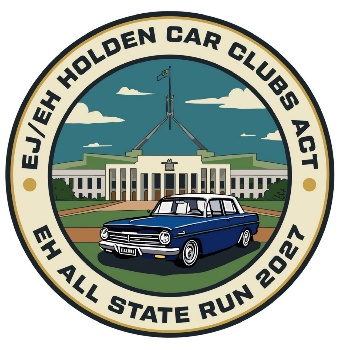 EJ/EH HOLDEN CAR CLUBS ACT
EH ALL STATE RUN 2027